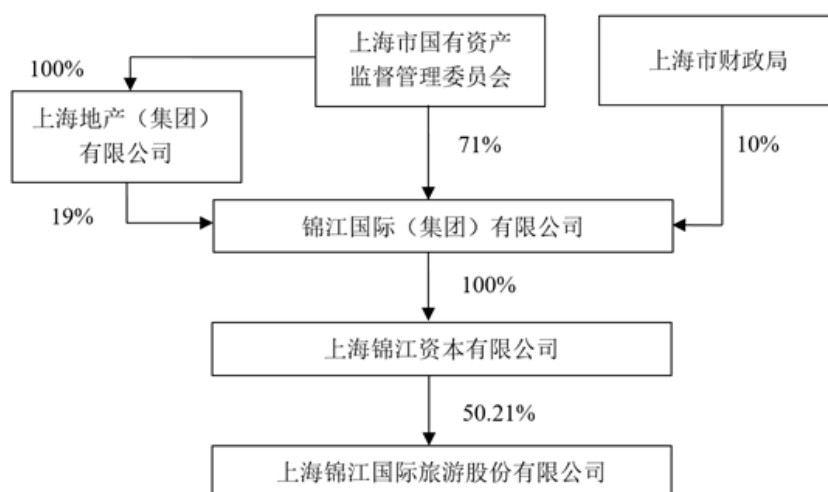 上海市国有资产
监督管理委员会
上海市财政局
100%
上海地产（集团）
有限公司
71%
10%
19%
锦江国际（集团）有限公司
100%
上海锦江资本有限公司
50.21%
上海锦江国际旅游股份有限公司